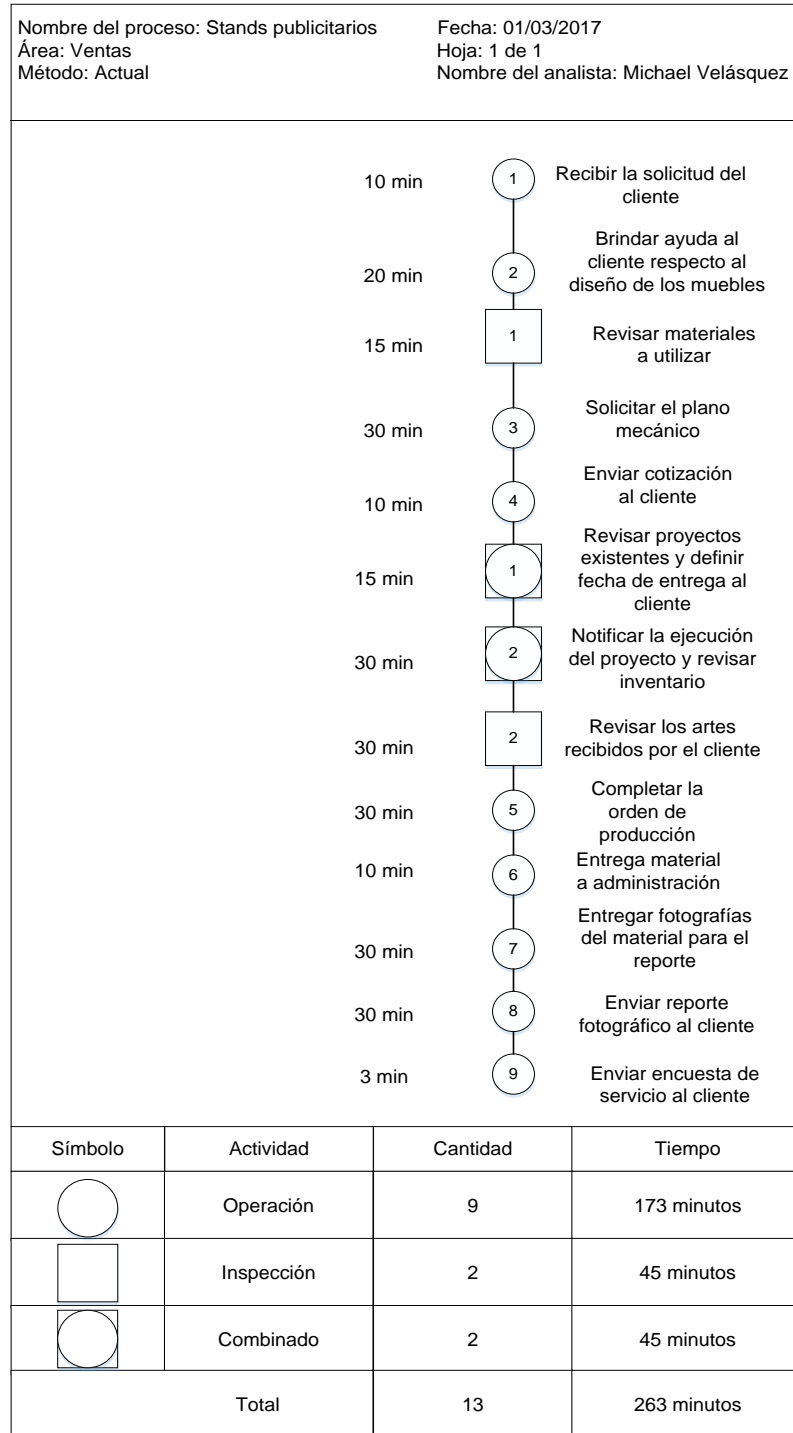 Nombre del proceso: Stands publicitarios
Área: Ventas
Método: Actual
Fecha: 01/03/2017
Hoja: 1 de 1
Nombre del analista: Michael Velásquez
10 min
1
Recibir la solicitud del
cliente
20 min
2
Brindar ayuda al
cliente respecto al
diseño de los muebles
15 min
1
Revisar materiales
a utilizar
30 min
3
Solicitar el plano
mecánico
10 min
4
Enviar cotización
al cliente
15 min
1
Revisar proyectos
existentes y definir
fecha de entrega al
cliente
30 min
2
Notificar la ejecución
del proyecto y revisar
inventario
30 min
2
Revisar los artes
recibidos por el cliente
30 min
5
Completar la
orden de
producción
10 min
6
Entrega material
a administración
30 min
7
Entregar fotografías
del material para el
reporte
30 min
8
Enviar reporte
fotográfico al cliente
3 min
9
Enviar encuesta de
servicio al cliente
Símbolo Actividad Cantidad Tiempo
Operación 9 173 minutos
Inspección 2 45 minutos
Combinado 2 45 minutos
Total 13 263 minutos